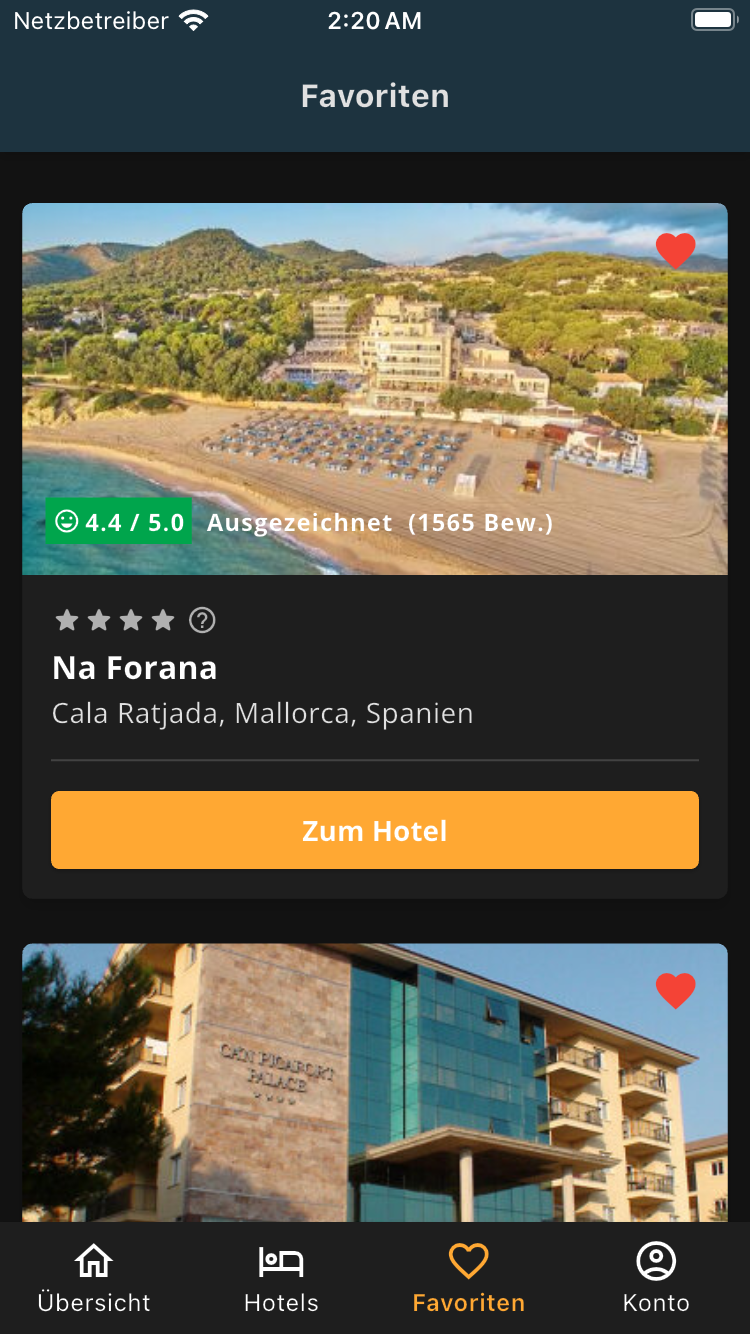 Netzbetreiber 2:20 AM
Favoriten
4.4 / 5.0 Ausgezeichnet (1565 Bew.)
Na Forana
Cala Ratjada, Mallorca, Spanien
Zum Hotel
CA'N PICAFORT
PALACE
Übersicht Hotels Favoriten Konto